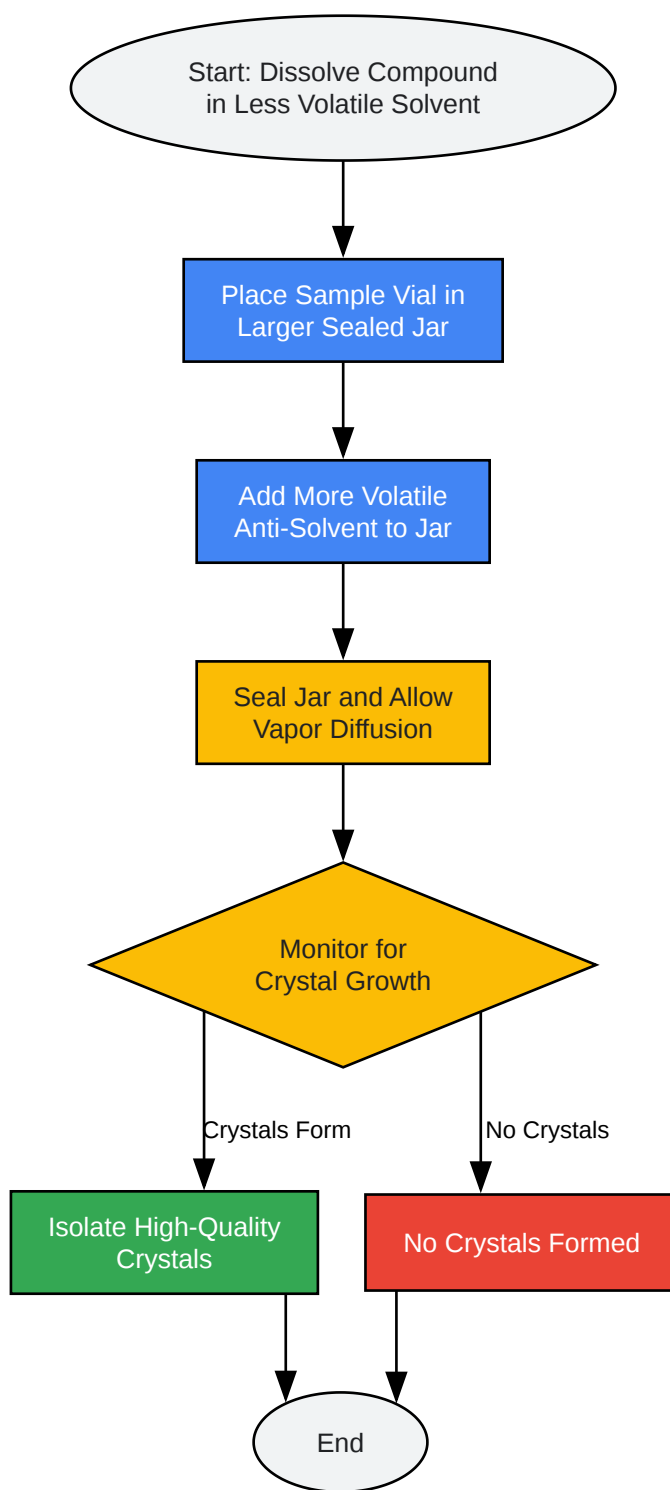 Start: Dissolve Compound
in Less Volatile Solvent
Place Sample Vial in
Larger Sealed Jar
Add More Volatile
Anti-Solvent to Jar
Seal Jar and Allow
Vapor Diffusion
Monitor for
Crystal Growth
Crystals Form
No Crystals
Isolate High-Quality
Crystals
No Crystals Formed
End